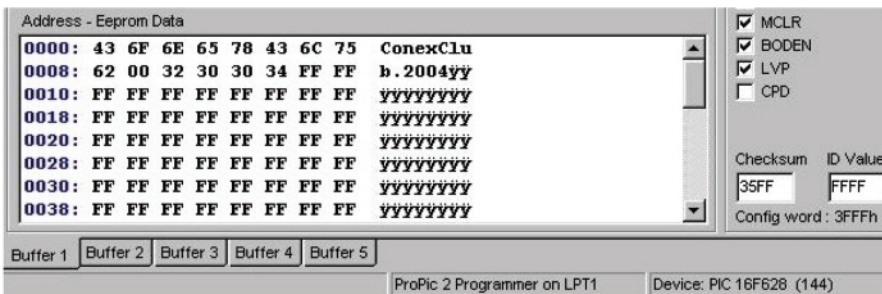 Address - Eeprom Data
0000: 43 6F 6E 65 78 43 6C 75 ConexClu
0008: 62 00 32 30 30 34 FF FF b.2004ÿÿ
0010: FF FF FF FF FF FF FF FF ÿÿÿÿÿÿÿÿ
0018: FF FF FF FF FF FF FF FF ÿÿÿÿÿÿÿÿ
0020: FF FF FF FF FF FF FF FF ÿÿÿÿÿÿÿÿ
0028: FF FF FF FF FF FF FF FF ÿÿÿÿÿÿÿÿ
0030: FF FF FF FF FF FF FF FF ÿÿÿÿÿÿÿÿ
0038: FF FF FF FF FF FF FF FF ÿÿÿÿÿÿÿÿ
MCLR
BODEN
LVP
CPD
Checksum ID Value
35FF FFFF
Config word : 3FFFh
Buffer 1 Buffer 2 Buffer 3 Buffer 4 Buffer 5
ProPic 2 Programmer on LPT1 Device: PIC 16F628 (144)